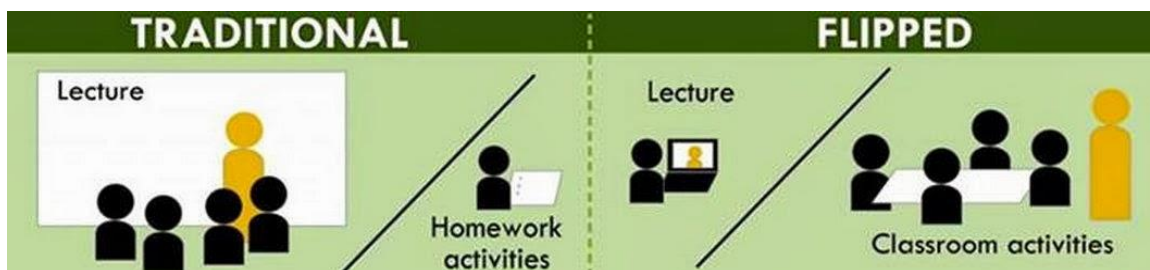 TRADITIONAL
Lecture
Homework
activities
FLIPPED
Lecture
Classroom activities